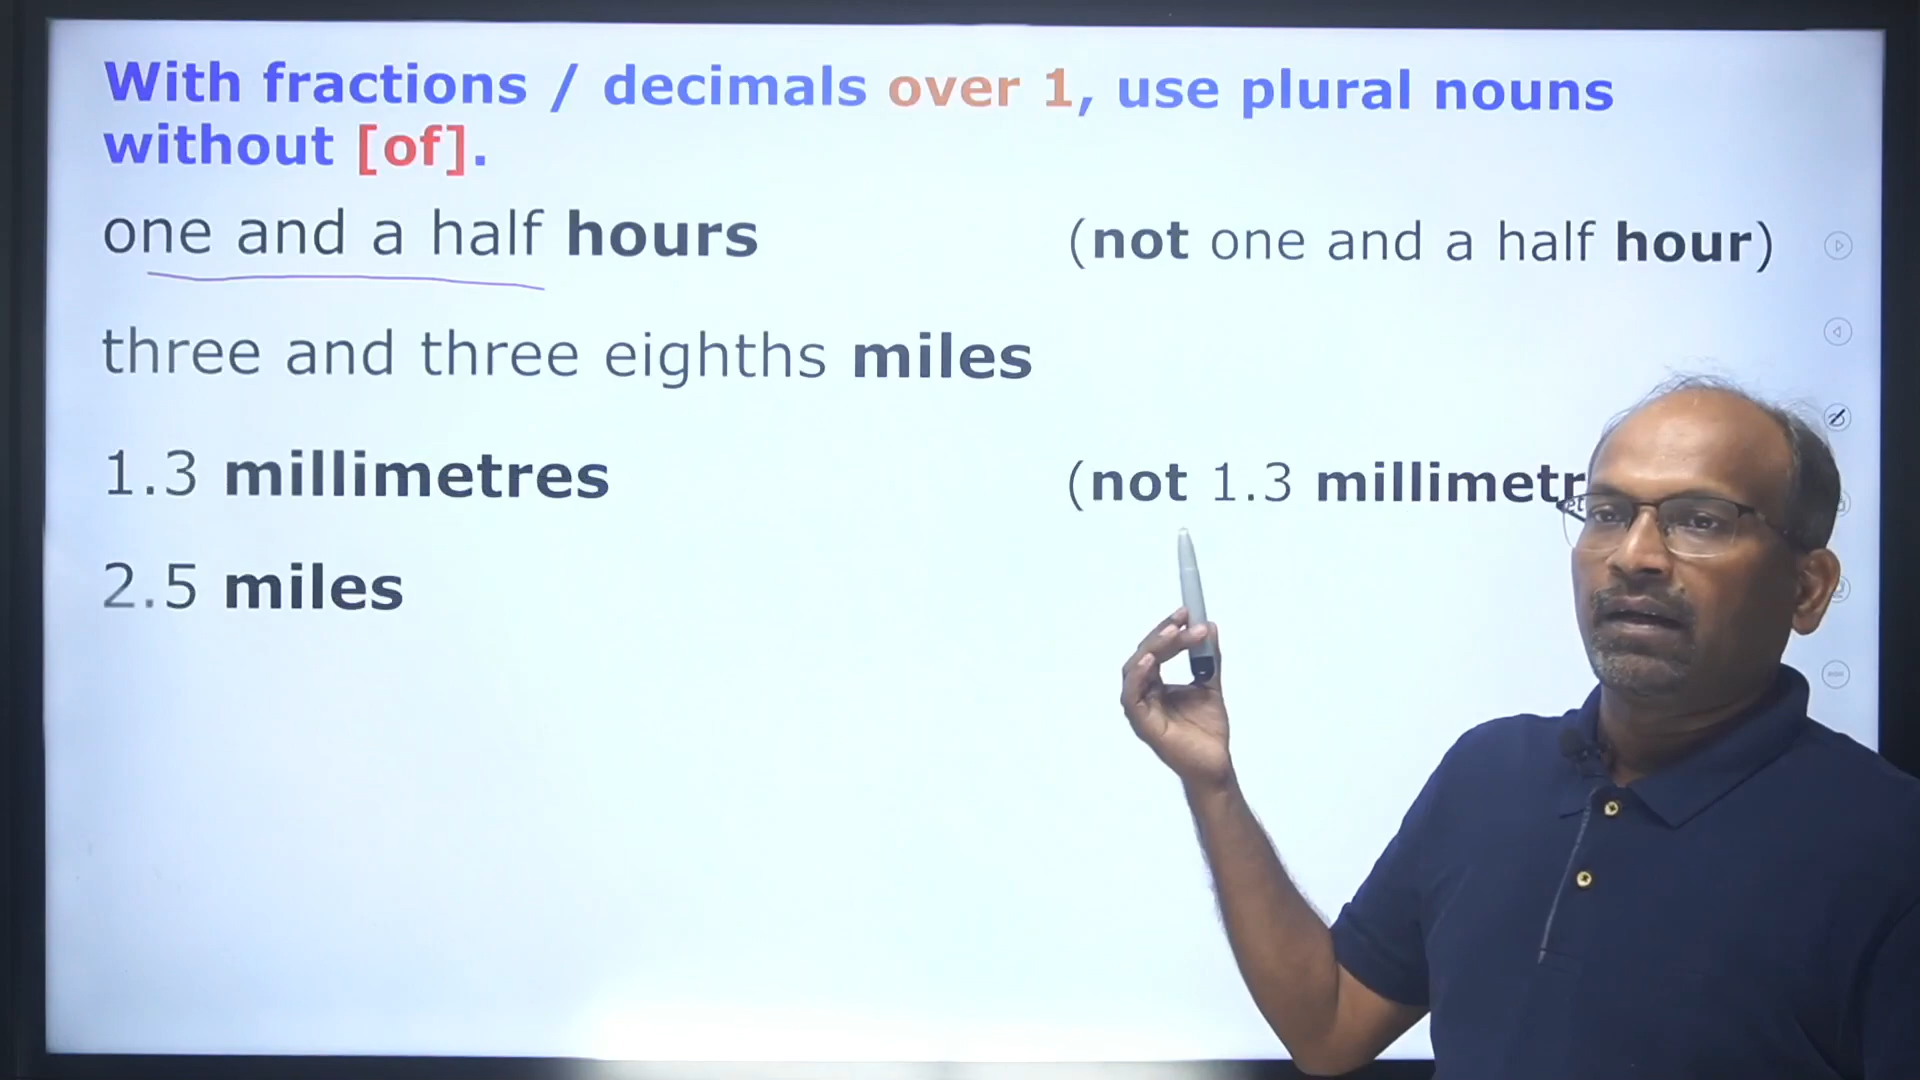 With fractions / decimals over 1, use plural nouns
without [of].
one and a half hours (not one and a half hour)
three and three eighths miles
1.3 millimetres (not 1.3
2.5 miles